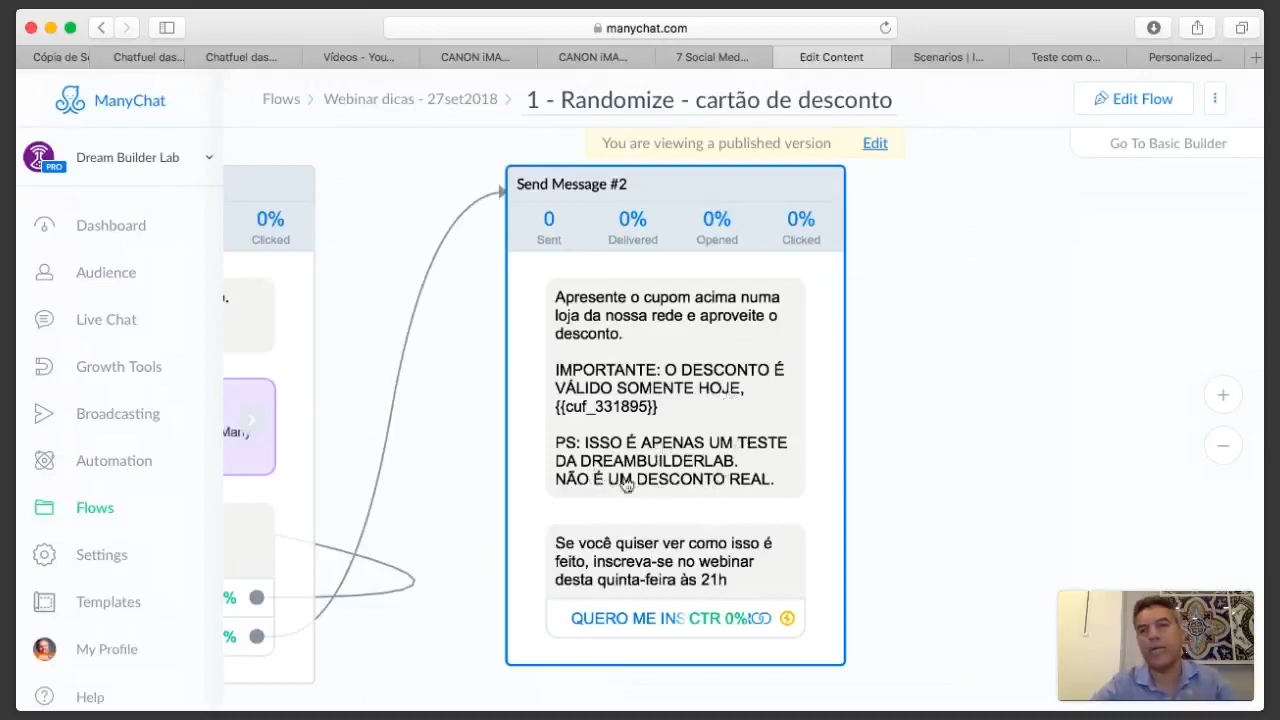 manychat.com
Cópia de S
Chatfuel das...
Chatfuel das...
Vídeos - You...
CANON iMA...
CANON iMA...
7 Social Med...
Edit Content
Scenarios | I...
Teste com o...
Personalized...
ManyChat
Flows
Webinar dicas - 27set2018
1 - Randomize - cartão de desconto
Edit Flow
You are viewing a published version
Edit
Go To Basic Builder
Dream Builder Lab
PRO
Dashboard
Audience
Live Chat
Growth Tools
Broadcasting
Automation
Flows
Settings
Templates
My Profile
Help
0%
Clicked
Many
%
%
Send Message #2
0 0% 0% 0%
Sent Delivered Opened Clicked
Apresente o cupom acima numa
loja da nossa rede e aproveite o
desconto.
IMPORTANTE: O DESCONTO É
VÁLIDO SOMENTE HOJE,
{{cuf_331895}}
PS: ISSO É APENAS UM TESTE
DA DREAMBUILDERLAB.
NÃO É UM DESCONTO REAL.
Se você quiser ver como isso é
feito, inscreva-se no webinar
desta quinta-feira às 21h
QUERO ME INS CTR 0%